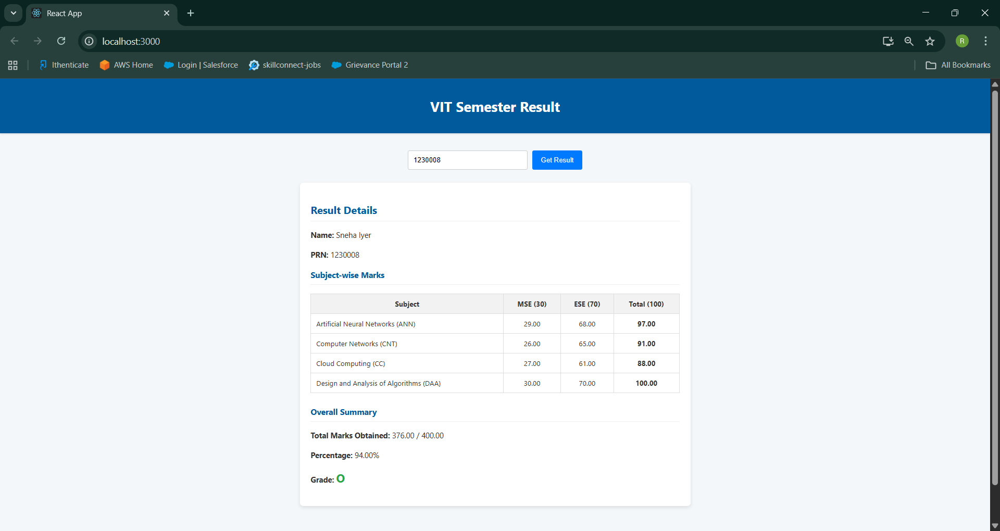 React App
localhost:3000
R
Ithenticate AWS Home Login | Salesforce skillconnect-jobs Grievance Portal 2 All Bookmarks
VIT Semester Result
1230008 Get Result
Result Details
Name: Sneha Iyer
PRN: 1230008
Subject-wise Marks
Subject MSE (30) ESE (70) Total (100)
Artificial Neural Networks (ANN) 29.00 68.00 97.00
Computer Networks (CNT) 26.00 65.00 91.00
Cloud Computing (CC) 27.00 61.00 88.00
Design and Analysis of Algorithms (DAA) 30.00 70.00 100.00
Overall Summary
Total Marks Obtained: 376.00 / 400.00
Percentage: 94.00%
Grade: O